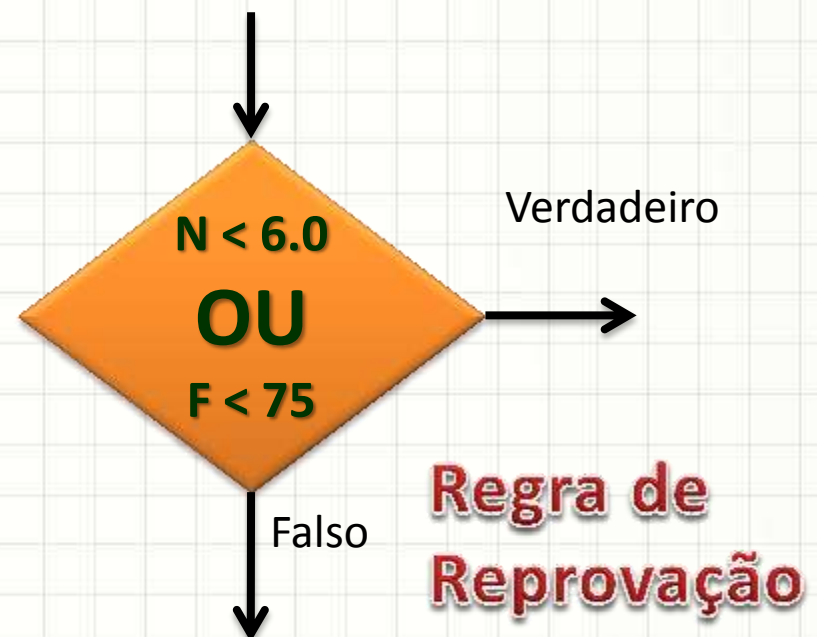 N < 6.0
OU
F < 75
Verdadeiro
Falso
Regra de
Reprovação